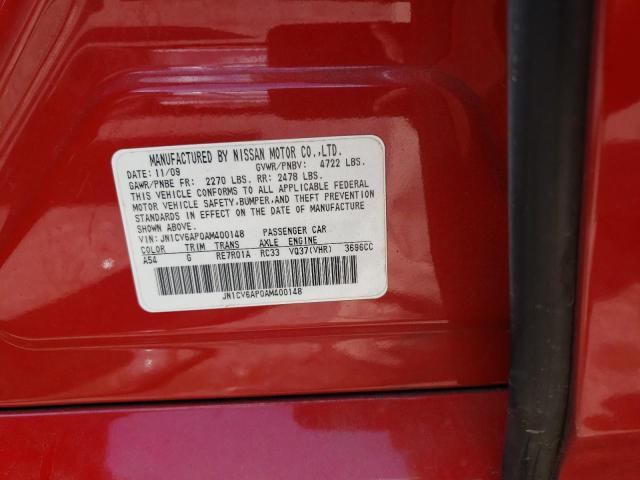 MANUFACTURED BY NISSAN MOTOR CO.,LTD.
DATE: 11/09 GVWR/PNBV: 4722 LBS.
GAWR/PNBE FR: 2270 LBS. RR: 2478 LBS.
THIS VEHICLE CONFORMS TO ALL APPLICABLE FEDERAL
MOTOR VEHICLE SAFETY, BUMPER, AND THEFT PREVENTION
STANDARDS IN EFFECT ON THE DATE OF MANUFACTURE
SHOWN ABOVE.
VIN: JN1CV6AP0AM400148 PASSENGER CAR
COLOR TRIM TRANS AXLE ENGINE
A54 G RE7R01A RC33 VQ37(VHR) 3696CC
JN1CV6AP0AM400148